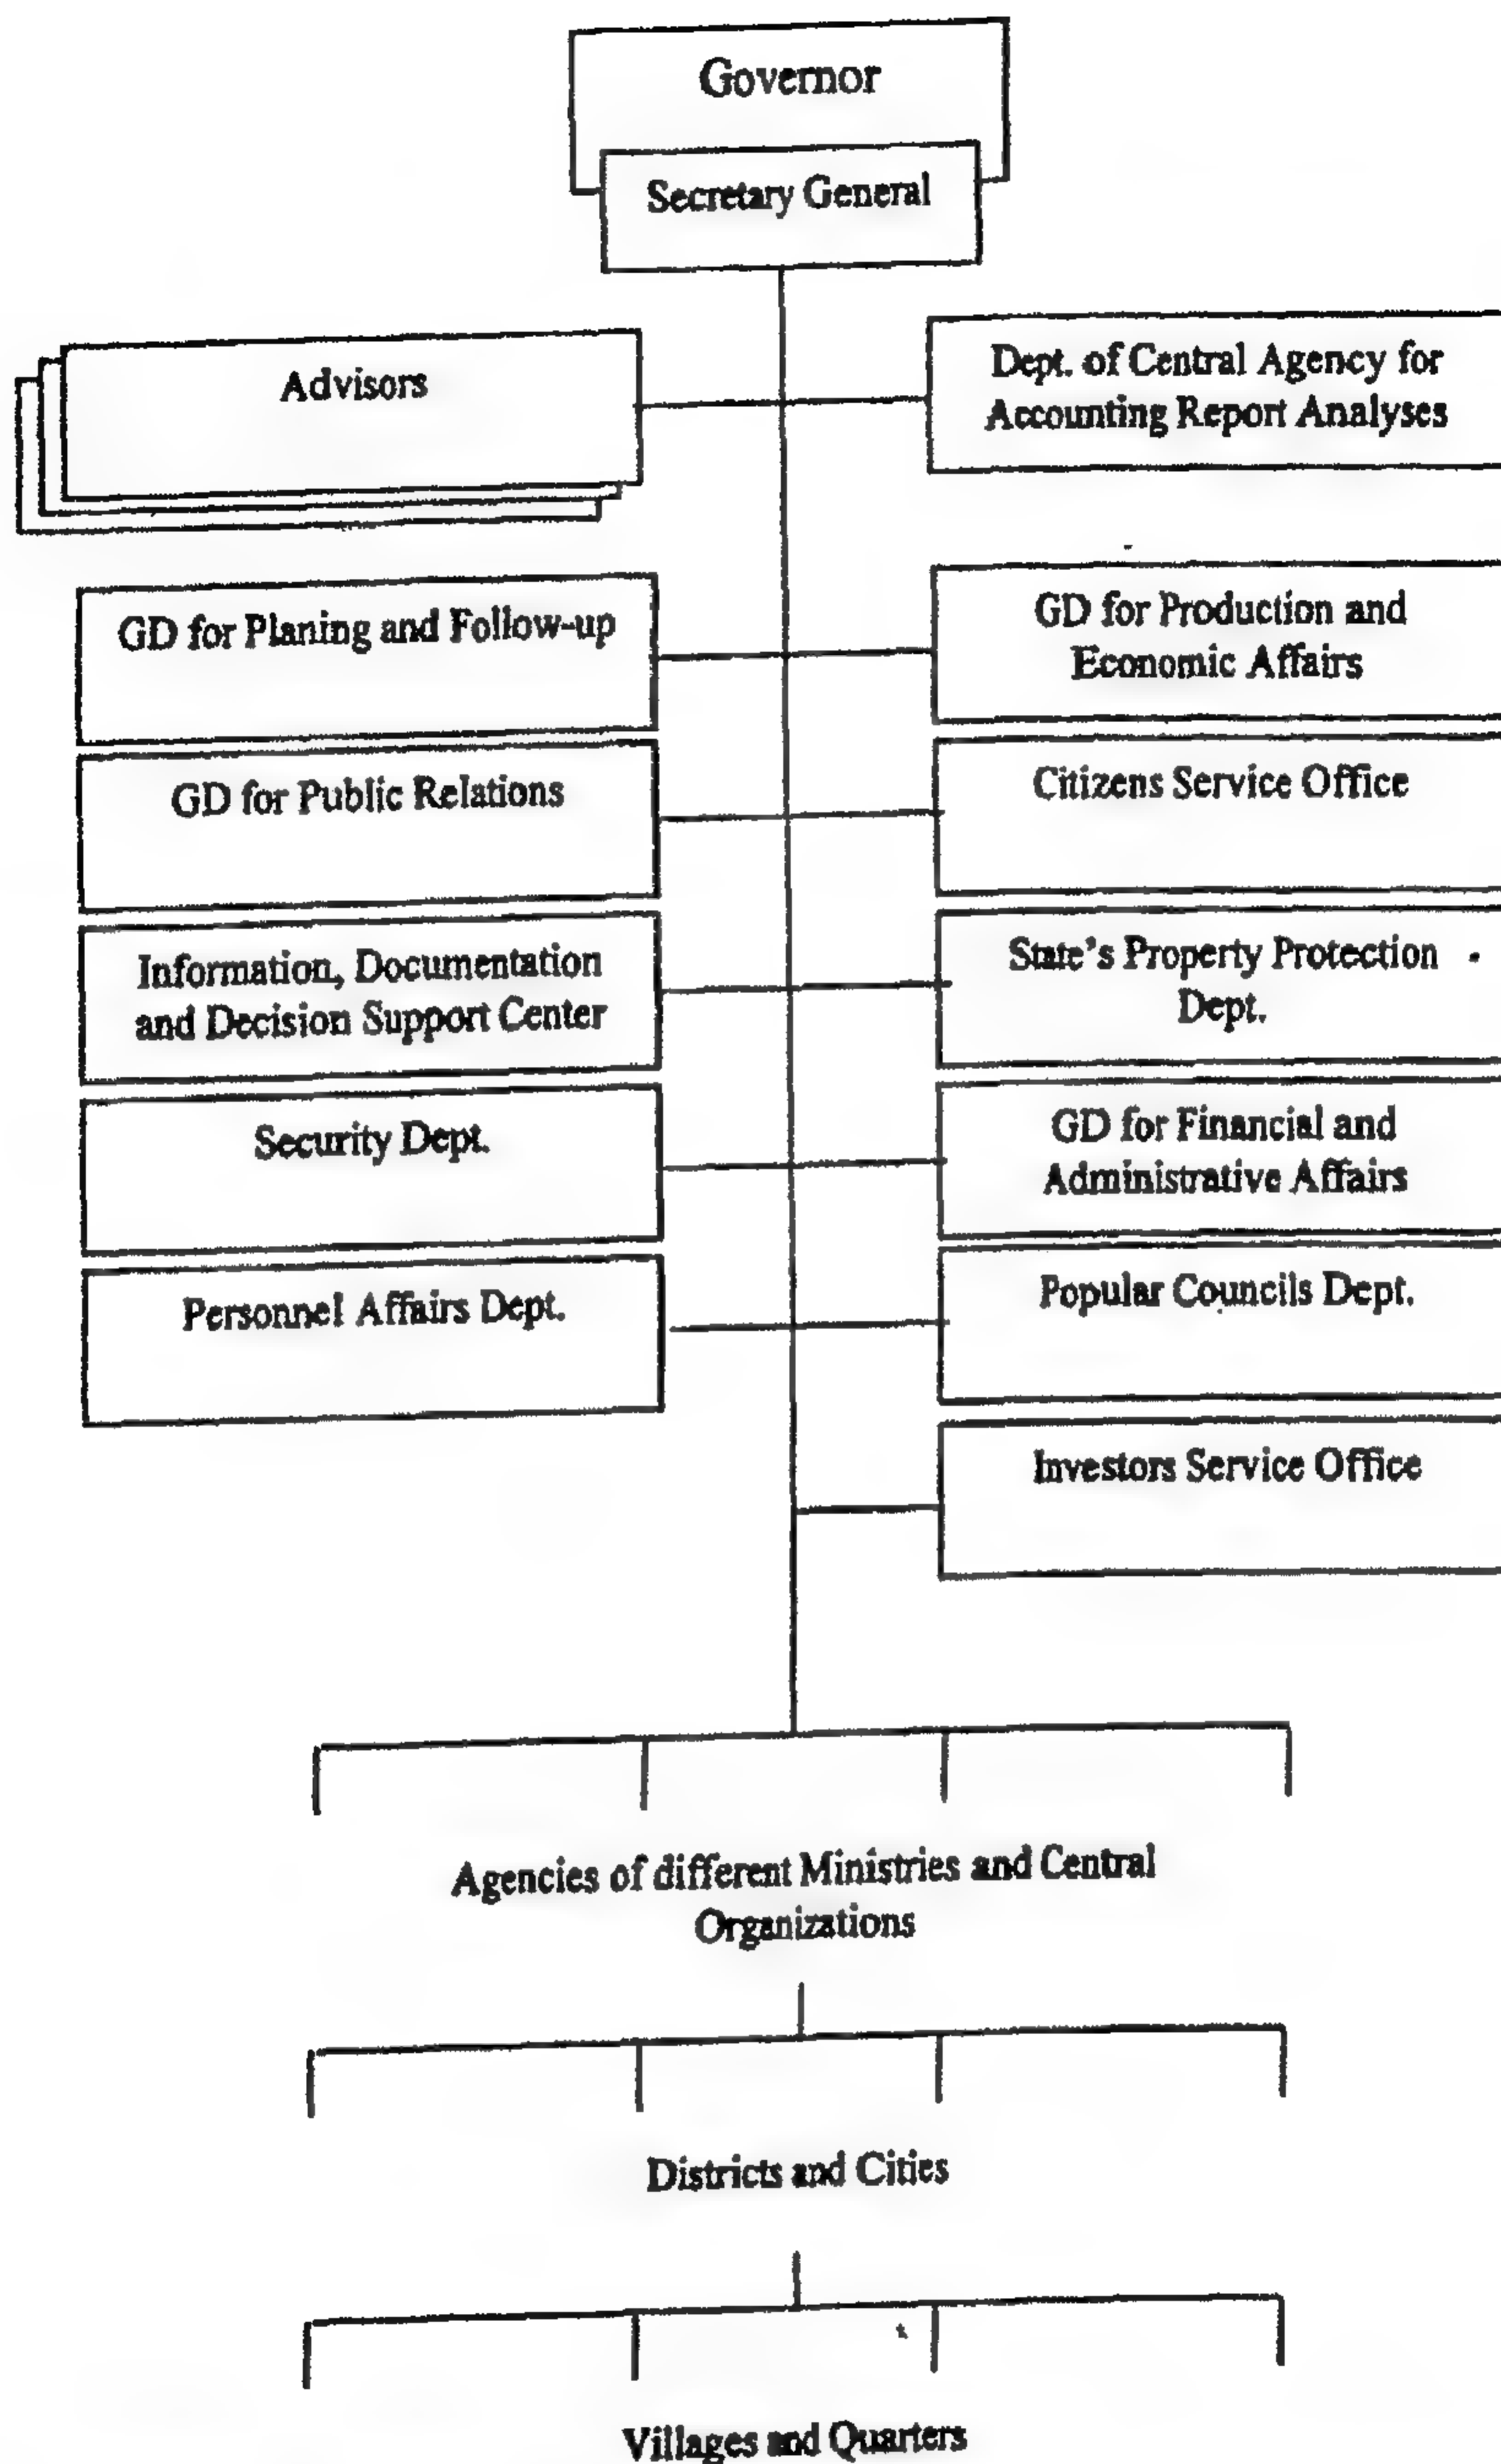 Governor
Secretary General
Advisors
Dept. of Central Agency for
Accounting Report Analyses
GD for Planing and Follow-up
GD for Production and
Economic Affairs
GD for Public Relations
Citizens Service Office
Information, Documentation
and Decision Support Center
State's Property Protection
Dept.
Security Dept.
GD for Financial and
Administrative Affairs
Personnel Affairs Dept.
Popular Councils Dept.
Investors Service Office
Agencies of different Ministries and Central
Organizations
Districts and Cities
Villages and Quarters